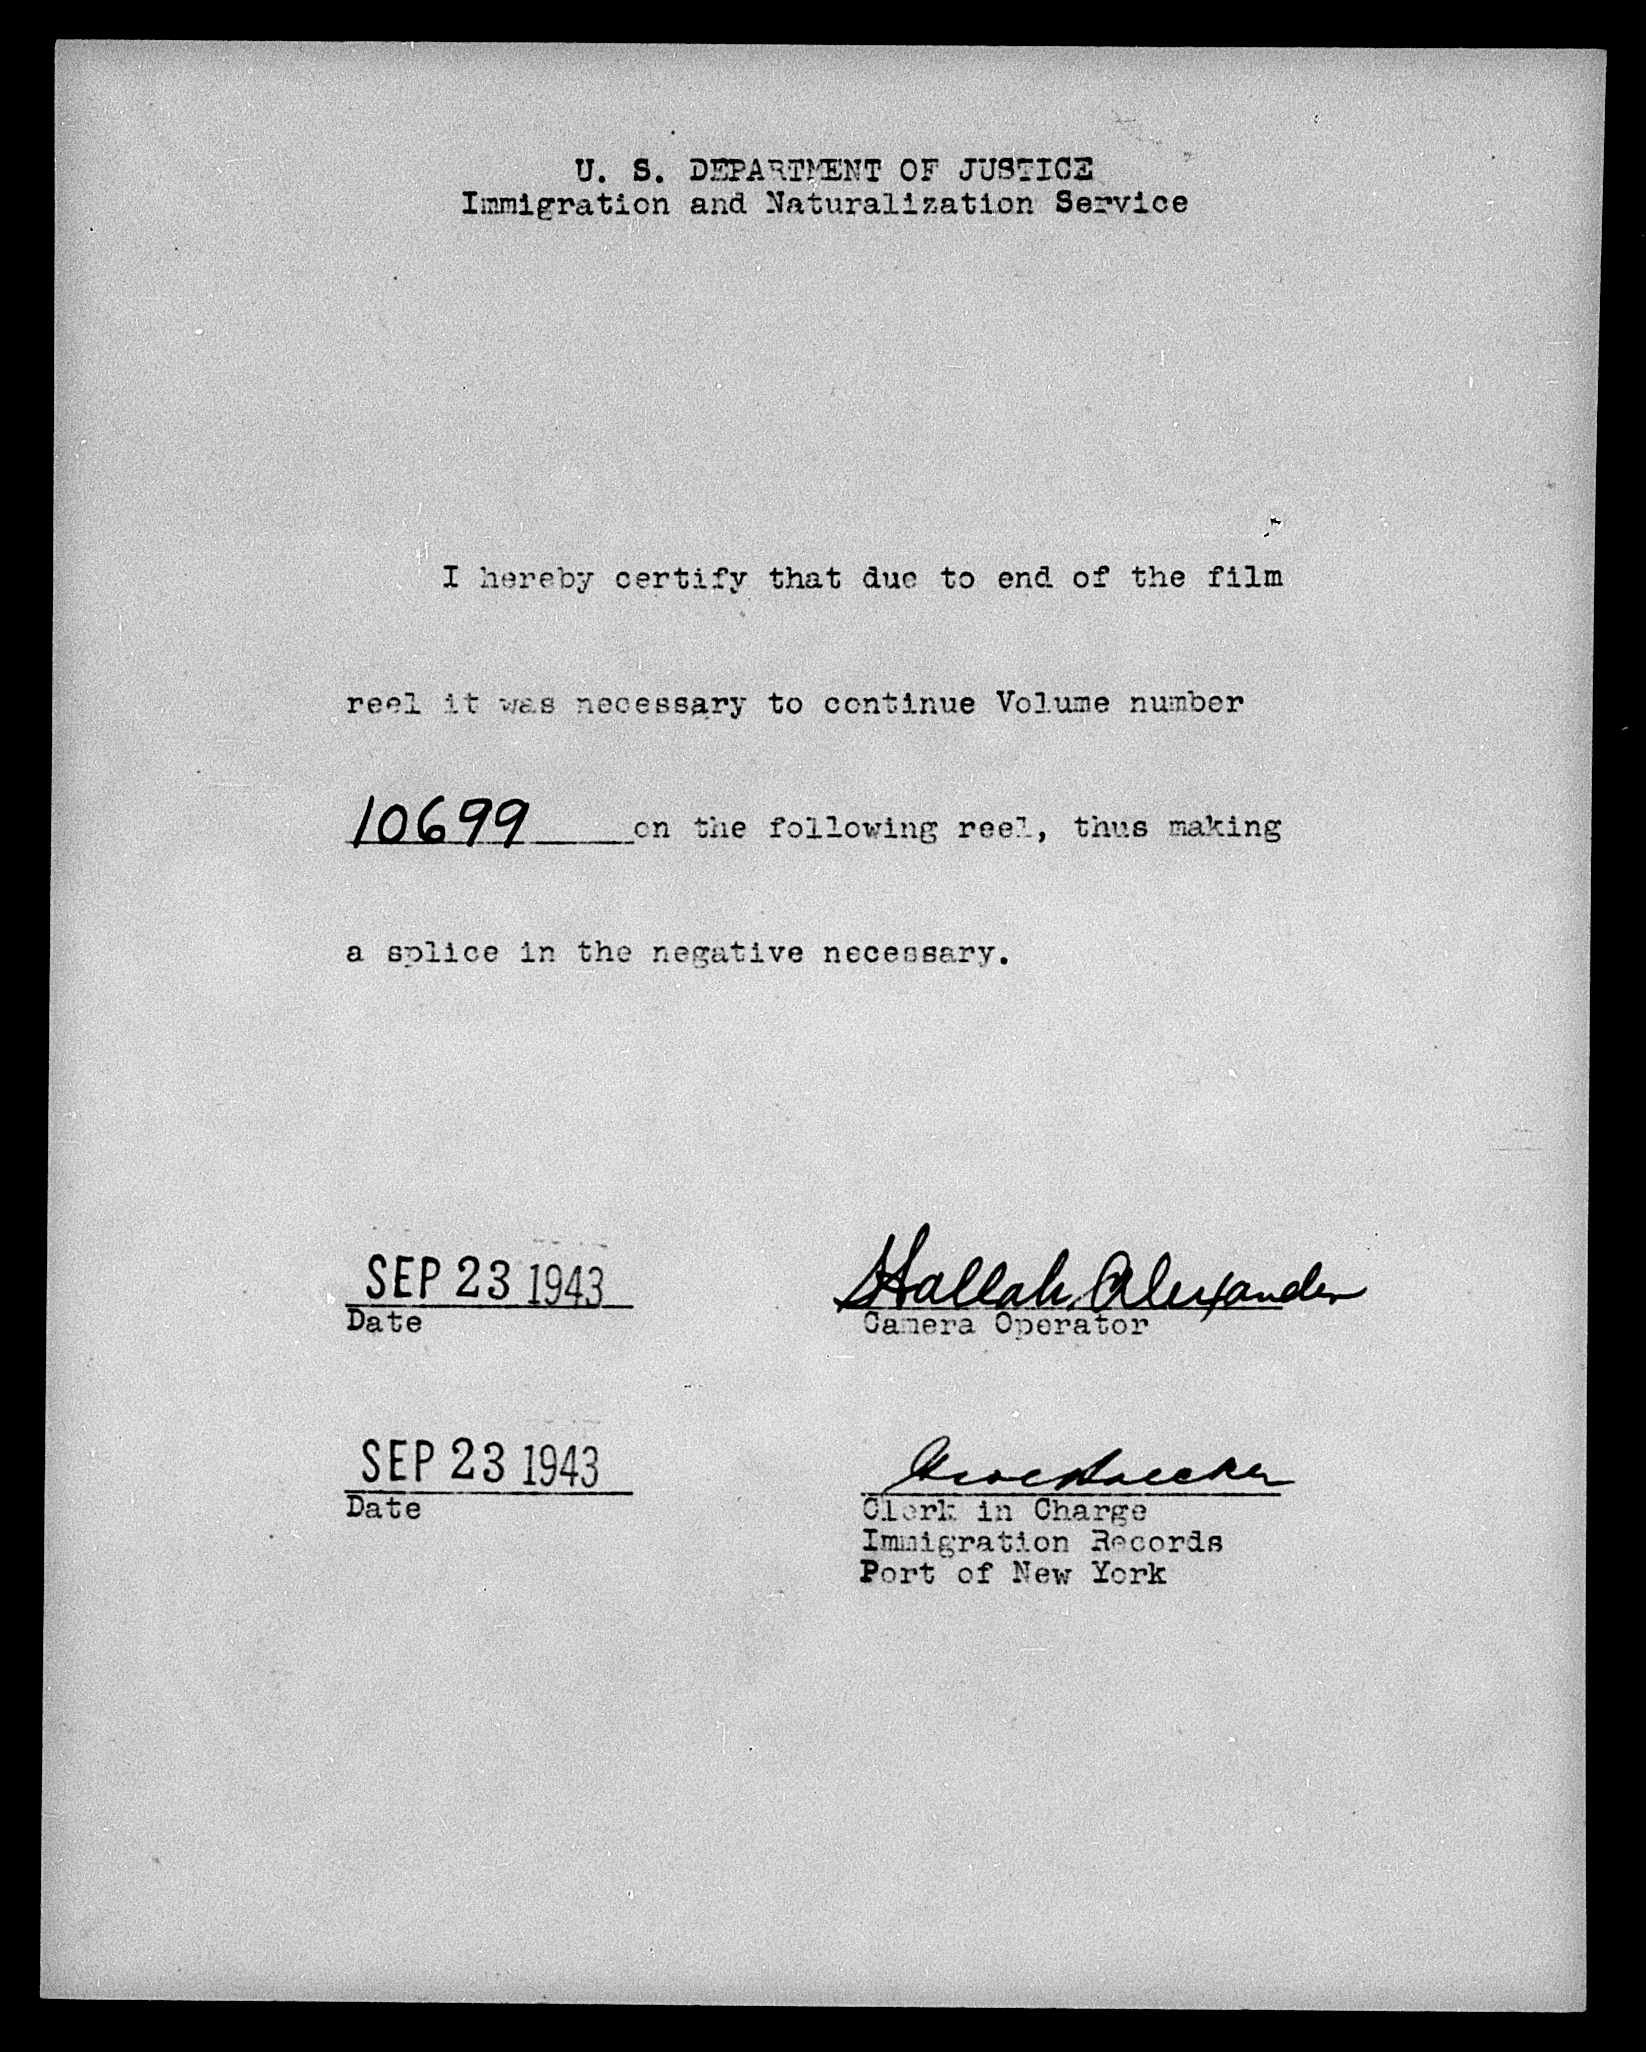 U. S. DEPARTMENT OF JUSTICE
Immigration and Naturalization Service
I hereby certify that due to end of the film
reel it was necessary to continue Volume number
10699 on the following reel, thus making
a splice in the negative necessary.
SEP 23 1943
Date
Hallah Alexander
Camera Operator
SEP 23 1943
Date
Clerk in Charge
Immigration Records
Port of New York